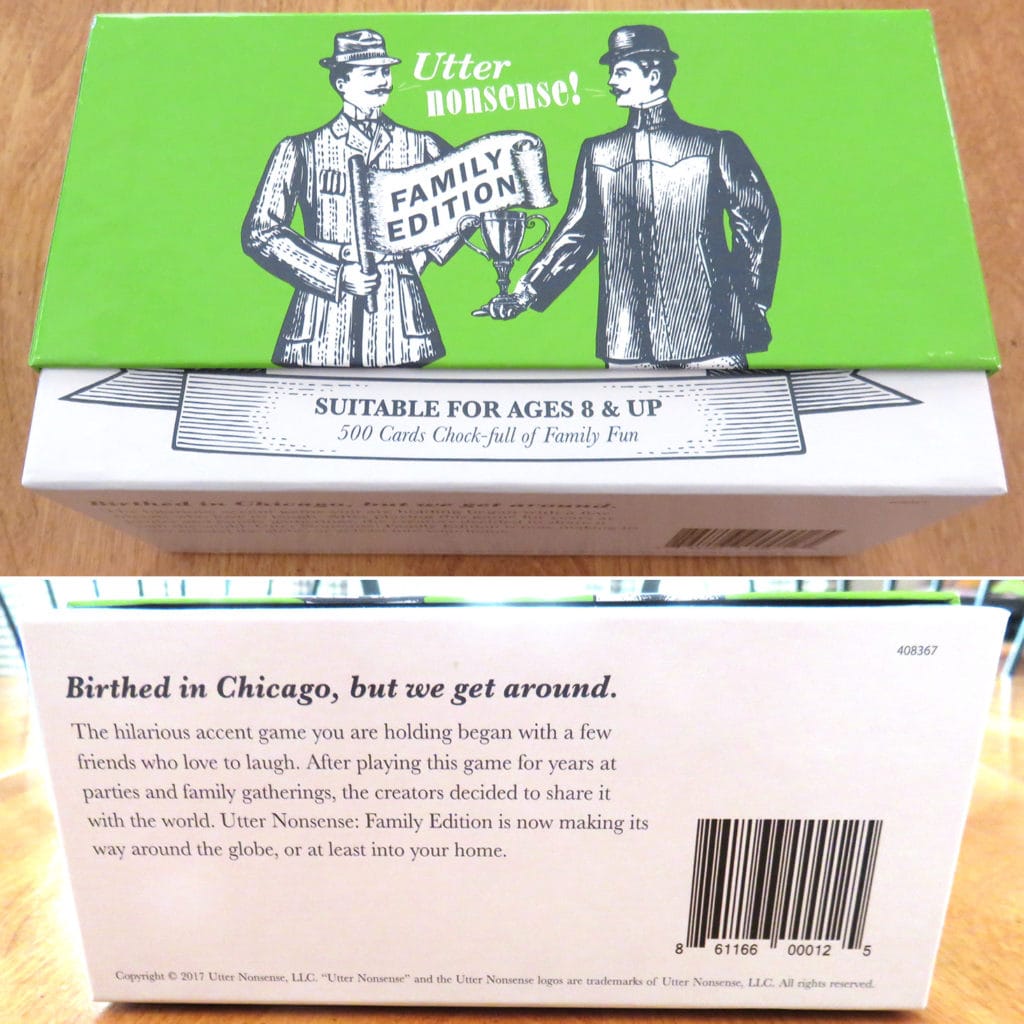 Utter
nonsense!
FAMILY
EDITION
SUITABLE FOR AGES 8 & UP
500 Cards Chock-full of Family Fun
Birthed in Chicago, but we get around.
408367
Birthed in Chicago, but we get around.
The hilarious accent game you are holding began with a few
friends who love to laugh. After playing this game for years at
parties and family gatherings, the creators decided to share it
with the world. Utter Nonsense: Family Edition is now making its
way around the globe, or at least into your home.
8 61166 00012 5
Copyright © 2017 Utter Nonsense, LLC. “Utter Nonsense” and the Utter Nonsense logos are trademarks of Utter Nonsense, LLC. All rights reserved.